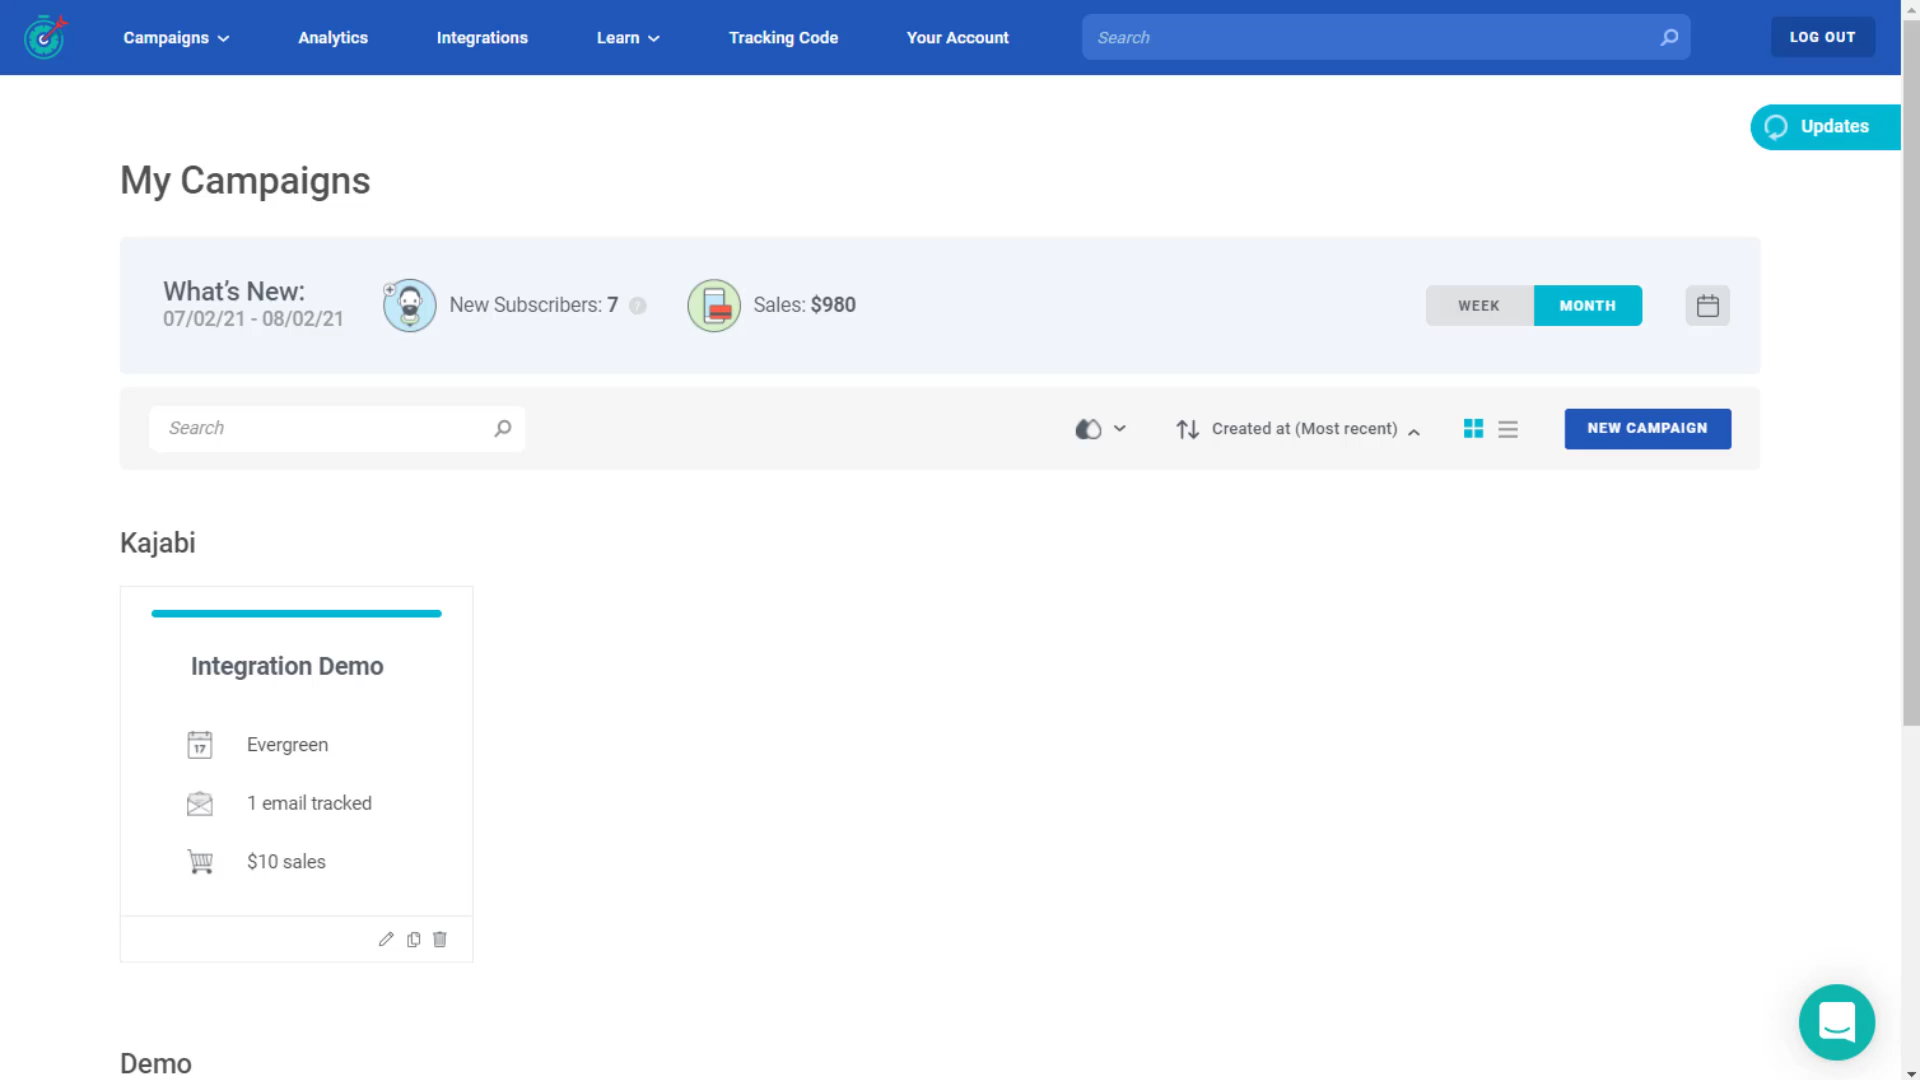 Campaigns
Analytics
Integrations
Learn
Tracking Code
Your Account
Search
LOG OUT
Updates
My Campaigns
What's New:
07/02/21 - 08/02/21
New Subscribers: 7 ?
Sales: $980
WEEK
MONTH
Search
Created at (Most recent)
NEW CAMPAIGN
Kajabi
Integration Demo
17
Evergreen
1 email tracked
$10 sales
Demo